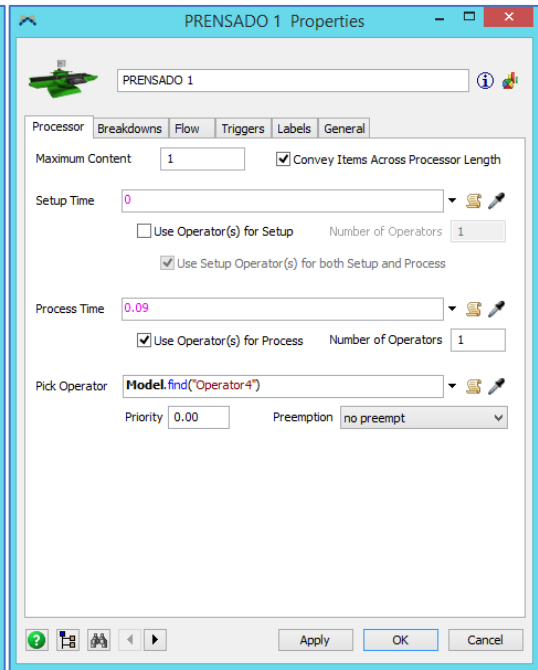 PRENSADO 1 Properties
PRENSADO 1
Processor Breakdowns Flow Triggers Labels General
Maximum Content 1 Convey Items Across Processor Length
Setup Time 0
Use Operator(s) for Setup Number of Operators 1
Use Setup Operator(s) for both Setup and Process
Process Time 0.09
Use Operator(s) for Process Number of Operators 1
Pick Operator Model.find("Operator4")
Priority 0.00 Preemption no preempt
Apply OK Cancel